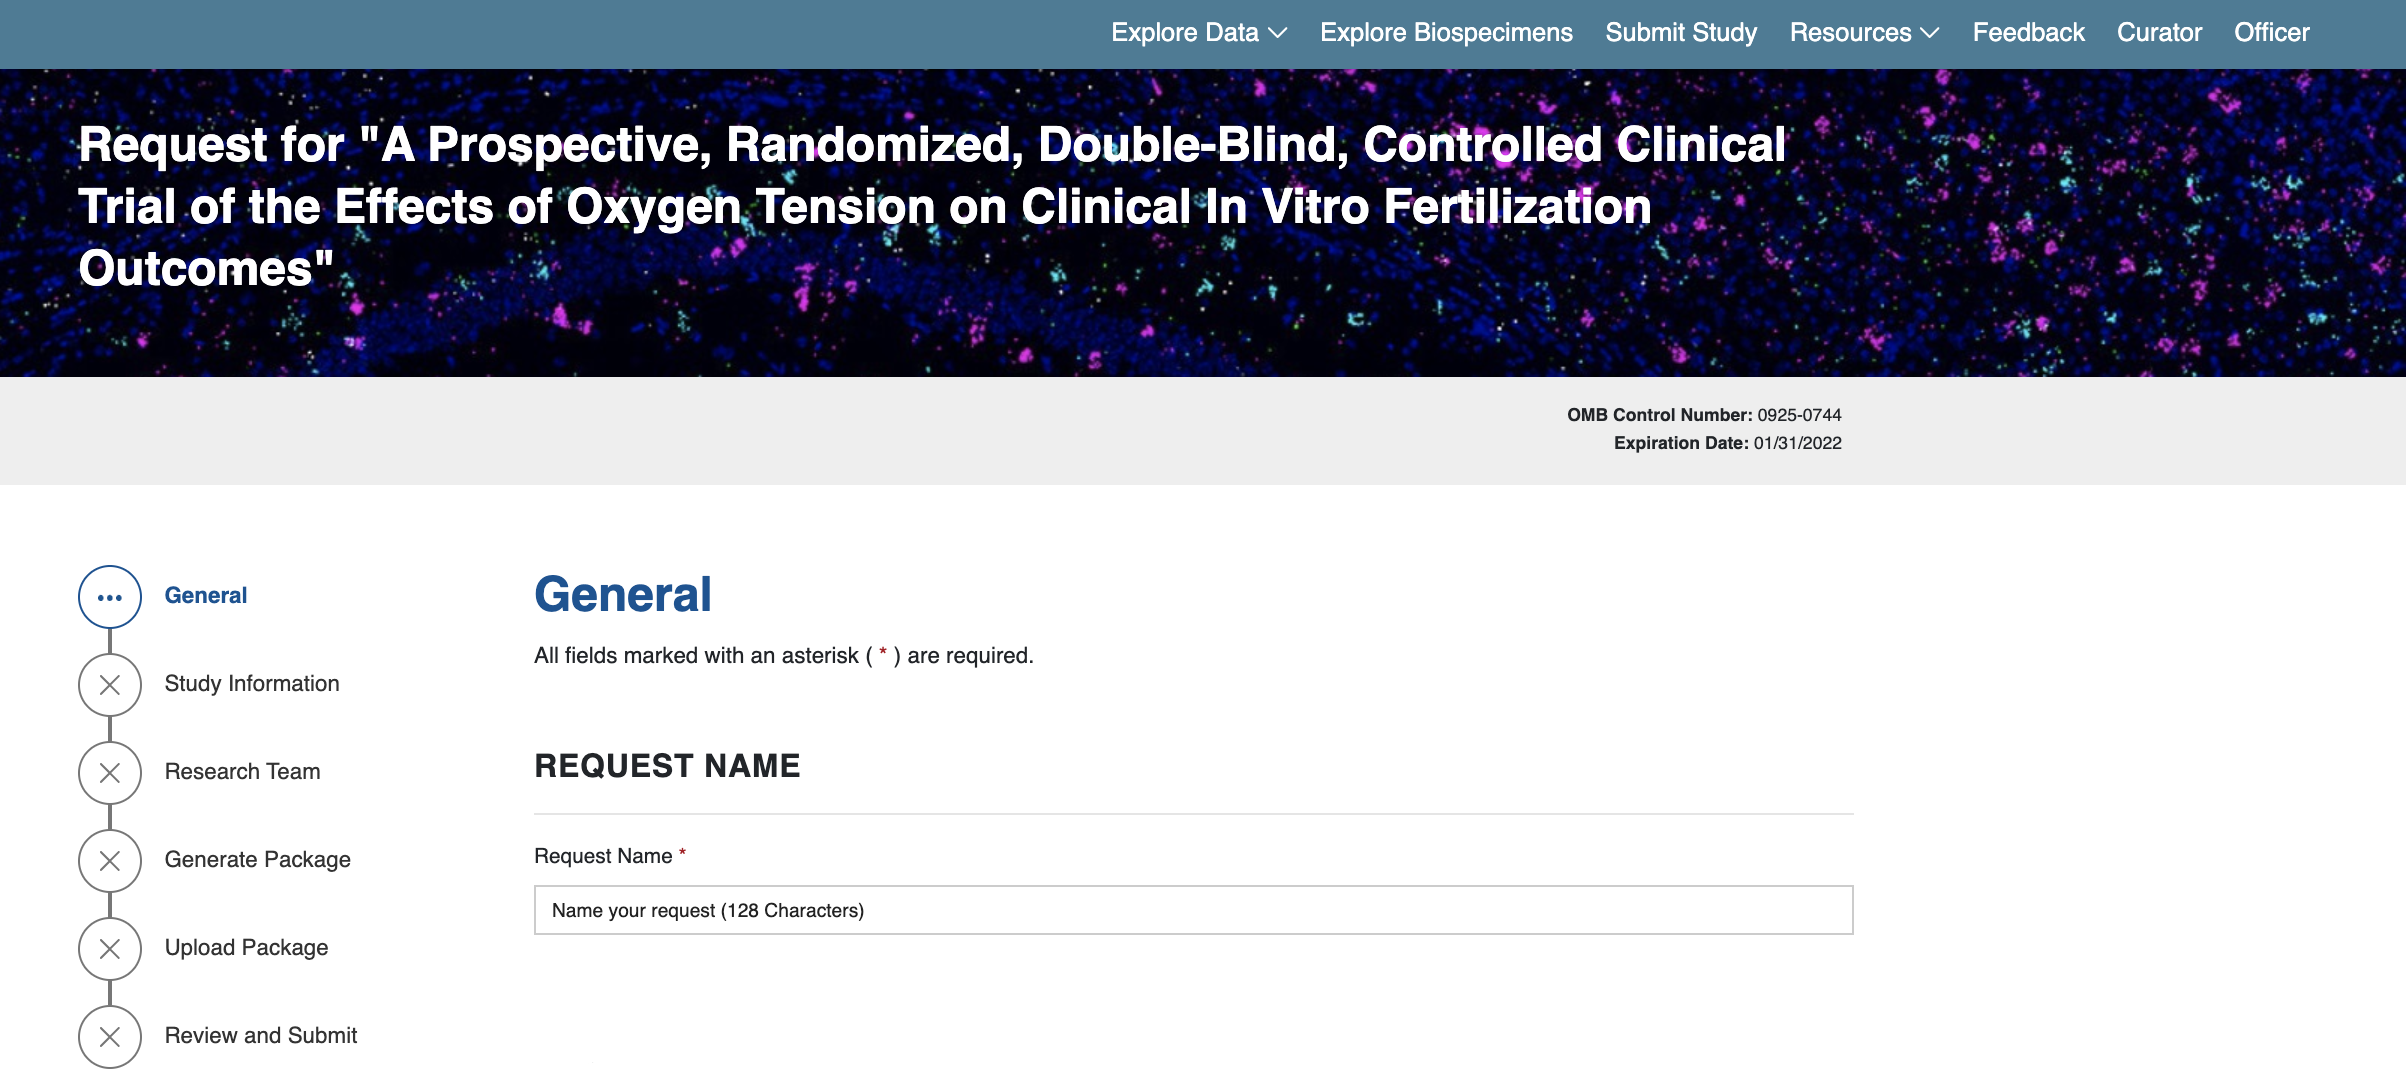 Explore Data Explore Biospecimens Submit Study Resources Feedback Curator Officer
Request for "A Prospective, Randomized, Double-Blind, Controlled Clinical
Trial of the Effects of Oxygen Tension on Clinical In Vitro Fertilization
Outcomes"
OMB Control Number: 0925-0744
Expiration Date: 01/31/2022
General
Study Information
Research Team
Generate Package
Upload Package
Review and Submit
General
All fields marked with an asterisk ( * ) are required.
REQUEST NAME
Request Name *
Name your request (128 Characters)